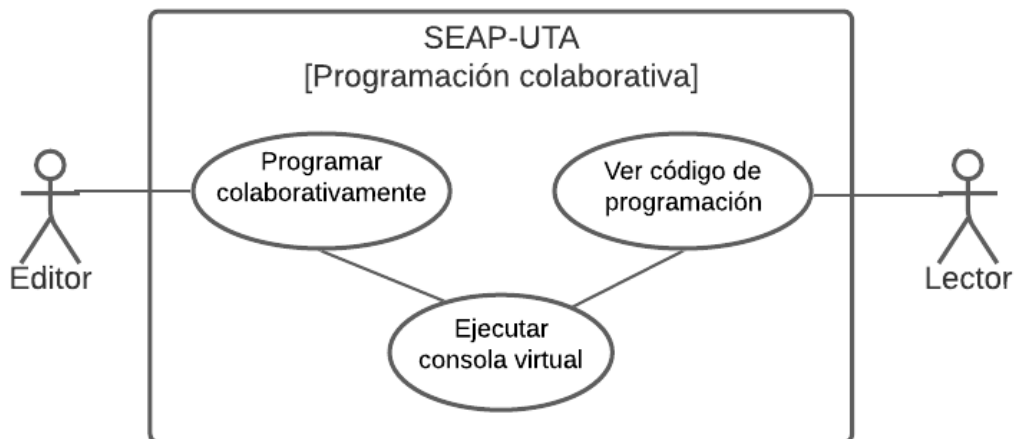 SEAP-UTA
[Programación colaborativa]
Programar
colaborativamente
Ver código de
programación
Editor
Lector
Ejecutar
consola virtual